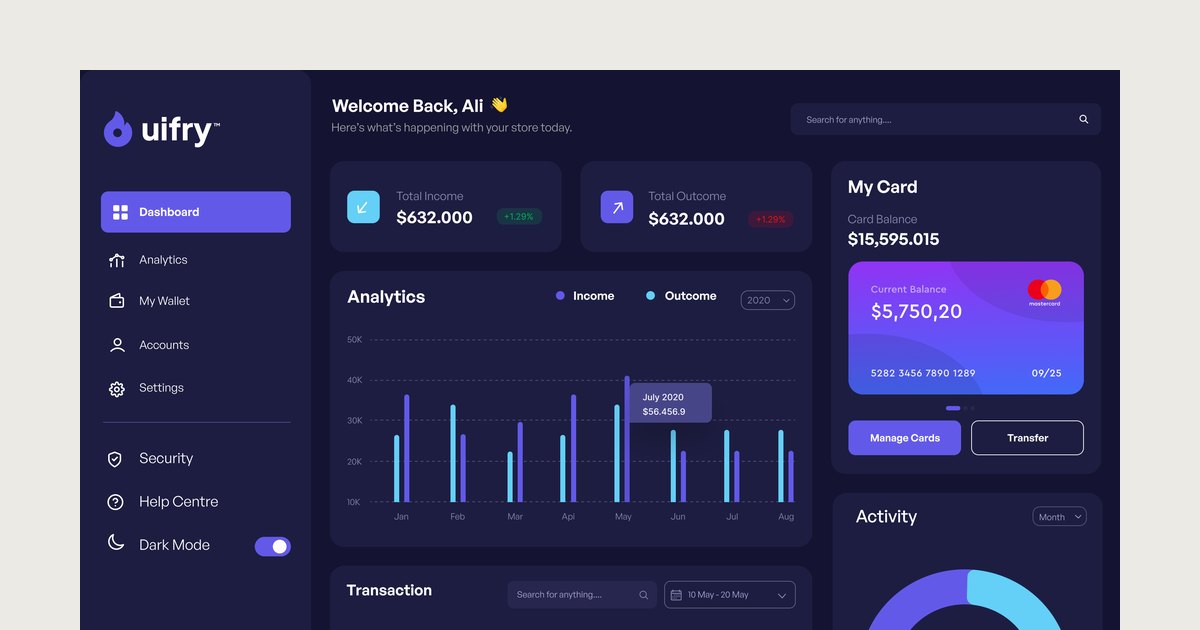 uifry™
Dashboard
Analytics
My Wallet
Accounts
Settings
Security
Help Centre
Dark Mode
Welcome Back, Ali 👋
Here's what's happening with your store today.
Search for anything....
Total Income
$632.000
+1.29%
Total Outcome
$632.000
+1.29%
Analytics
Income
Outcome
2020
50K
40K
30K
20K
10K
July 2020
$56.456.9
Jan
Feb
Mar
Api
May
Jun
Jul
Aug
My Card
Card Balance
$15,595.015
Current Balance
$5,750,20
mastercard
5282 3456 7890 1289
09/25
Manage Cards
Transfer
Activity
Month
Transaction
Search for anything....
10 May - 20 May